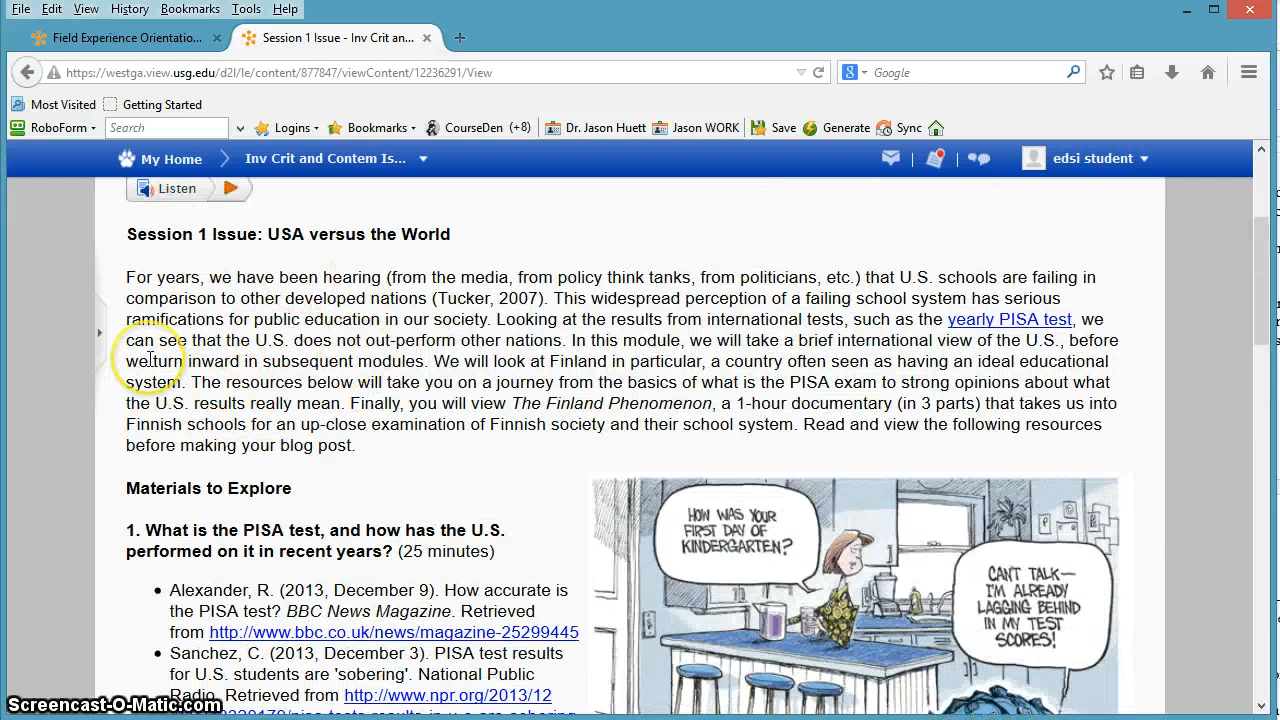 File Edit View History Bookmarks Tools Help
Field Experience Orientatio... × Session 1 Issue - Inv Crit an... × +
https://westga.view.usg.edu/d2l/le/content/877847/viewContent/12236291/View Google
Most Visited Getting Started
RoboForm Search Logins Bookmarks CourseDen (+8) Dr. Jason Huett Jason WORK Save Generate Sync
My Home Inv Crit and Contem Is... edsi student
Listen
Session 1 Issue: USA versus the World
For years, we have been hearing (from the media, from policy think tanks, from politicians, etc.) that U.S. schools are failing in
comparison to other developed nations (Tucker, 2007). This widespread perception of a failing school system has serious
ramifications for public education in our society. Looking at the results from international tests, such as the yearly PISA test, we
can see that the U.S. does not out-perform other nations. In this module, we will take a brief international view of the U.S., before
we turn inward in subsequent modules. We will look at Finland in particular, a country often seen as having an ideal educational
system. The resources below will take you on a journey from the basics of what is the PISA exam to strong opinions about what
the U.S. results really mean. Finally, you will view The Finland Phenomenon, a 1-hour documentary (in 3 parts) that takes us into
Finnish schools for an up-close examination of Finnish society and their school system. Read and view the following resources
before making your blog post.
Materials to Explore
1. What is the PISA test, and how has the U.S.
performed on it in recent years? (25 minutes)
• Alexander, R. (2013, December 9). How accurate is
the PISA test? BBC News Magazine. Retrieved
from http://www.bbc.co.uk/news/magazine-25299445
• Sanchez, C. (2013, December 3). PISA test results
for U.S. students are 'sobering'. National Public
Radio. Retrieved from http://www.npr.org/2013/12
HOW WAS YOUR
FIRST DAY OF
KINDERGARTEN?
CAN'T TALK—
I'M ALREADY
LAGGING BEHIND
IN MY TEST
SCORES!
Screencast-O-Matic.com